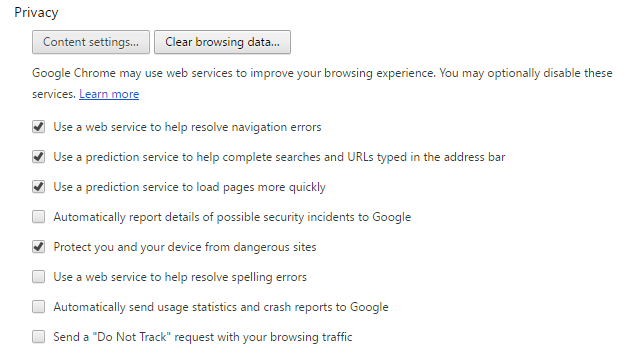 Privacy
Content settings... Clear browsing data...
Google Chrome may use web services to improve your browsing experience. You may optionally disable these
services. Learn more
Use a web service to help resolve navigation errors
Use a prediction service to help complete searches and URLs typed in the address bar
Use a prediction service to load pages more quickly
Automatically report details of possible security incidents to Google
Protect you and your device from dangerous sites
Use a web service to help resolve spelling errors
Automatically send usage statistics and crash reports to Google
Send a "Do Not Track" request with your browsing traffic